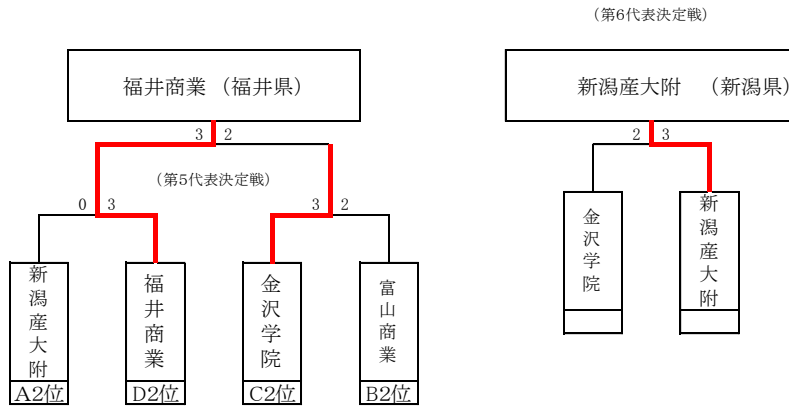 (第6代表決定戦)
福井商業 (福井県)
新潟産大附 (新潟県)
3 2
2 3
(第5代表決定戦)
0 3
3 2
新潟産大附
福井商業
金沢学院
富山商業
金沢学院
新潟産大附
A2位
D2位
C2位
B2位